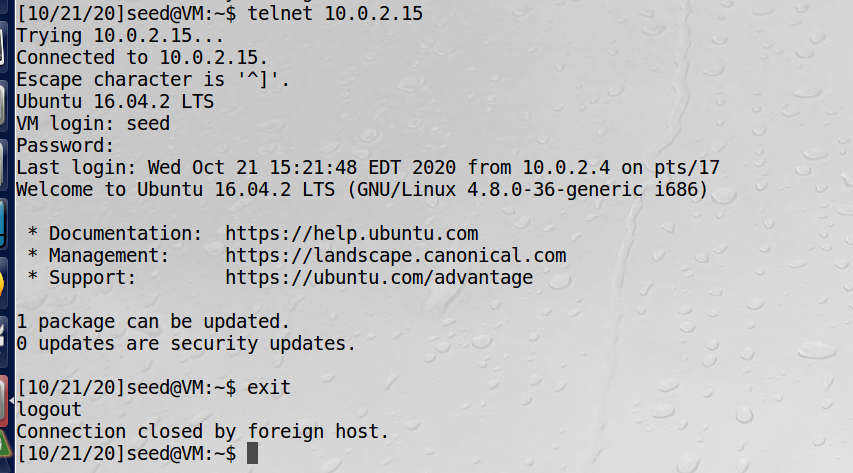 [10/21/20]seed@VM:~$ telnet 10.0.2.15
Trying 10.0.2.15...
Connected to 10.0.2.15.
Escape character is '^]'.
Ubuntu 16.04.2 LTS
VM login: seed
Password:
Last login: Wed Oct 21 15:21:48 EDT 2020 from 10.0.2.4 on pts/17
Welcome to Ubuntu 16.04.2 LTS (GNU/Linux 4.8.0-36-generic i686)

 * Documentation:  https://help.ubuntu.com
 * Management:     https://landscape.canonical.com
 * Support:        https://ubuntu.com/advantage

1 package can be updated.
0 updates are security updates.

[10/21/20]seed@VM:~$ exit
logout
Connection closed by foreign host.
[10/21/20]seed@VM:~$